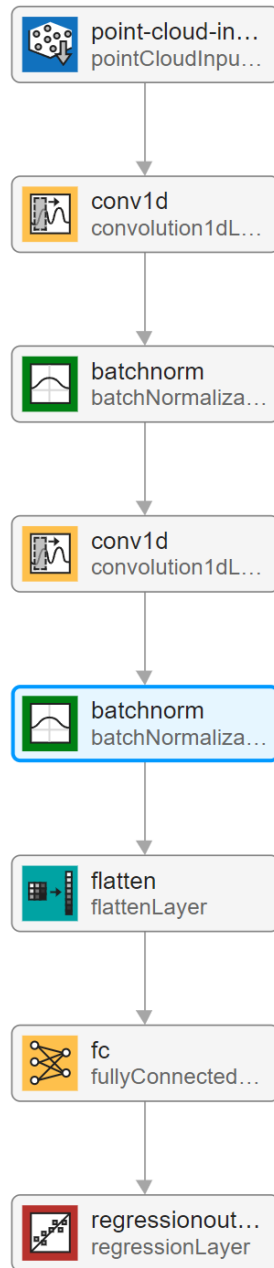 point-cloud-in...
pointCloudInpu...
conv1d
convolution1dL...
batchnorm
batchNormaliza...
conv1d
convolution1dL...
batchnorm
batchNormaliza...
flatten
flattenLayer
fc
fullyConnected...
regressionout...
regressionLayer